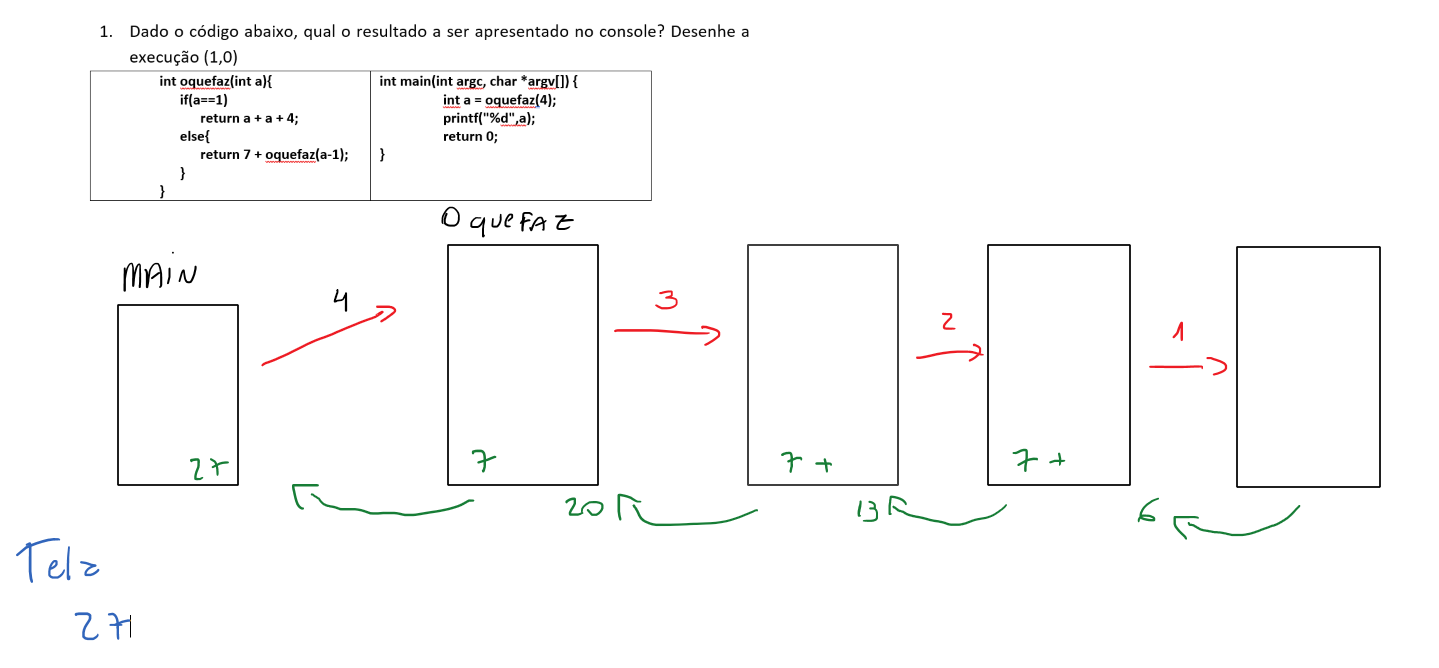 1. Dado o código abaixo, qual o resultado a ser apresentado no console? Desenhe a
execução (1,0)
int oquefaz(int a){
if(a==1)
return a + a + 4;
else{
return 7 + oquefaz(a-1);
}
}
int main(int argc, char *argv[]) {
int a = oquefaz(4);
printf("%d",a);
return 0;
}
O queFAZ
MAiN
4
3
2
1
27
7
7 +
7 +
20
13
6
Tela
27